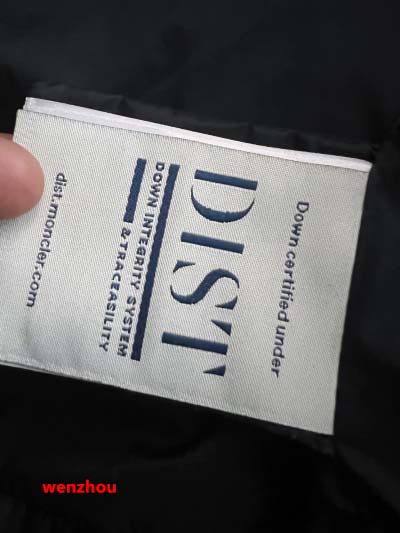 Down certified under
DIST
DOWN INTEGRITY SYSTEM
& TRACEABILITY
dist.moncler.com
wenzhou